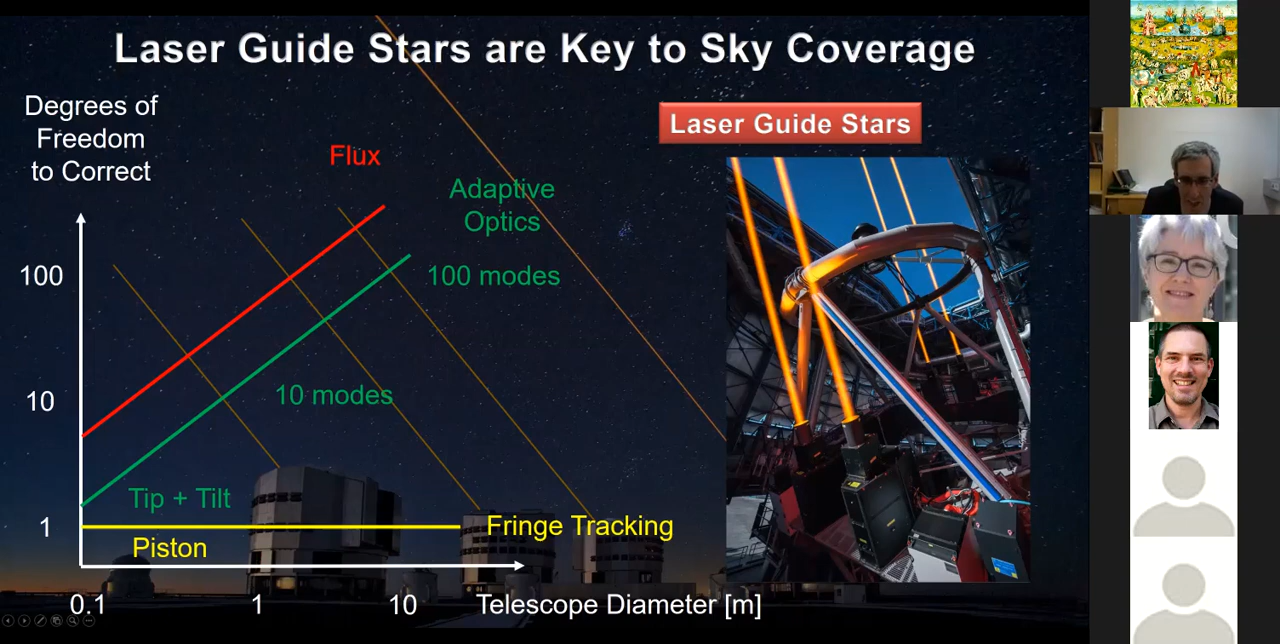 Laser Guide Stars are Key to Sky Coverage
Degrees of
Freedom
to Correct
Laser Guide Stars
Flux
Adaptive
Optics
100
100 modes
10
10 modes
Tip + Tilt
1
Fringe Tracking
Piston
0.1
1
10
Telescope Diameter [m]